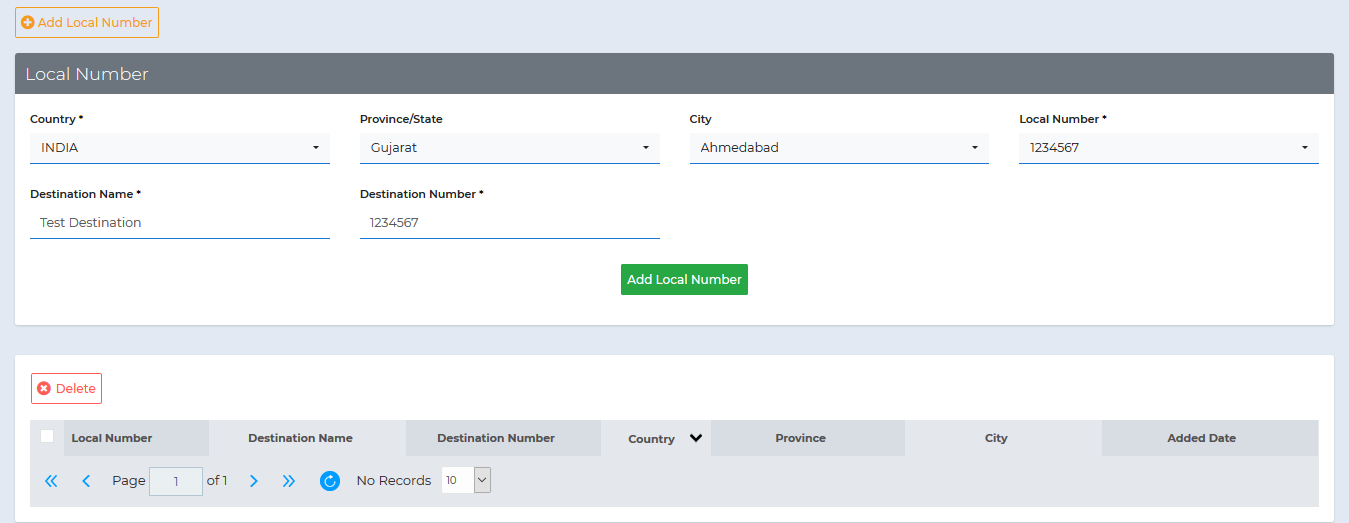 Add Local Number
Local Number
Country * Province/State City Local Number *
INDIA Gujarat Ahmedabad 1234567
Destination Name * Destination Number *
Test Destination 1234567
Add Local Number
Delete
Local Number Destination Name Destination Number Country Province City Added Date
Page 1 of 1 No Records 10